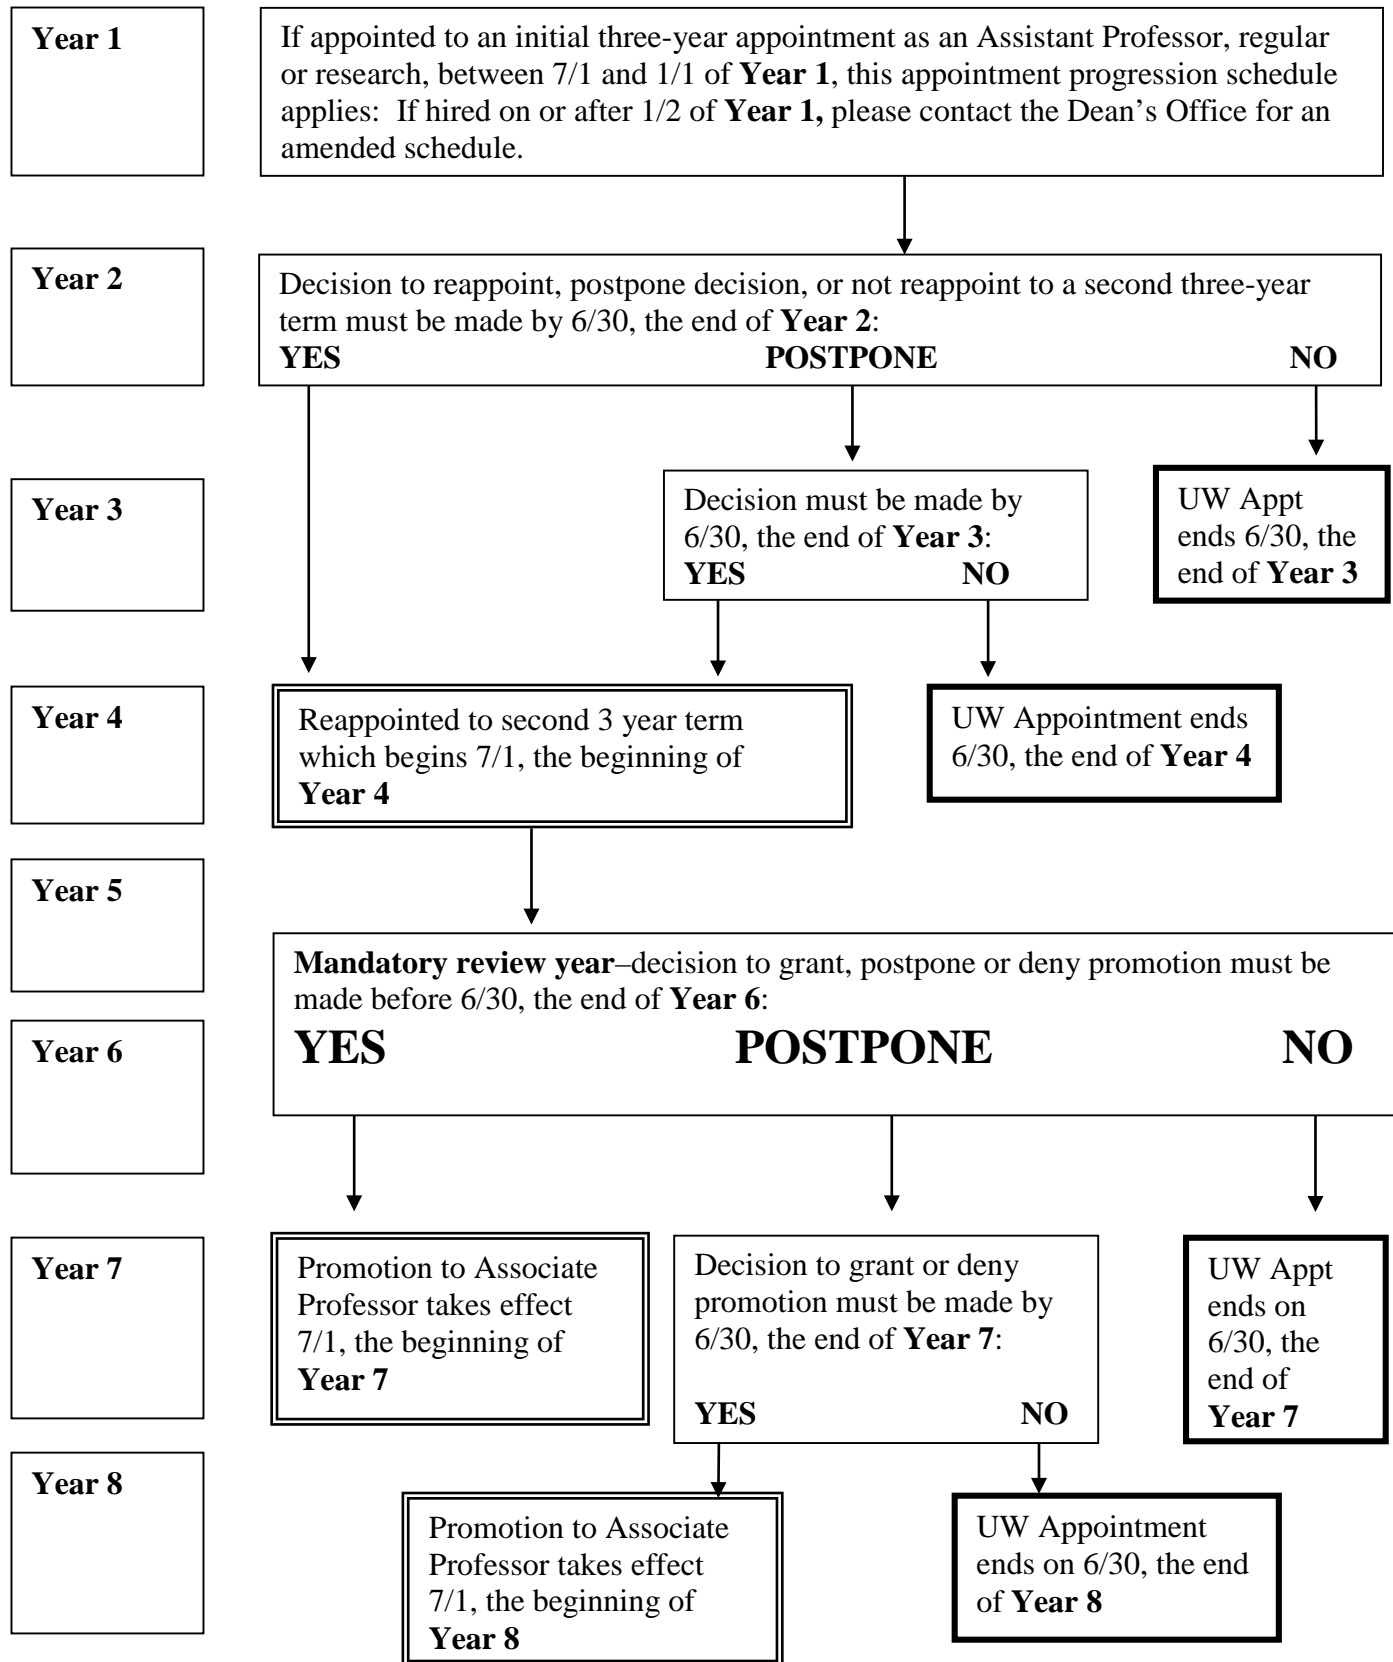 Year 1
If appointed to an initial three-year appointment as an Assistant Professor, regular
or research, between 7/1 and 1/1 of Year 1, this appointment progression schedule
applies:  If hired on or after 1/2 of Year 1, please contact the Dean’s Office for an
amended schedule.
Year 2
Decision to reappoint, postpone decision, or not reappoint to a second three-year
term must be made by 6/30, the end of Year 2:
YES POSTPONE NO
Year 3
Decision must be made by
6/30, the end of Year 3:
YES NO
UW Appt
ends 6/30, the
end of Year 3
Year 4
Reappointed to second 3 year term
which begins 7/1, the beginning of
Year 4
UW Appointment ends
6/30, the end of Year 4
Year 5
Mandatory review year–decision to grant, postpone or deny promotion must be
made before 6/30, the end of Year 6:
Year 6
YES POSTPONE NO
Year 7
Promotion to Associate
Professor takes effect
7/1, the beginning of
Year 7
Decision to grant or deny
promotion must be made by
6/30, the end of Year 7:
YES NO
UW Appt
ends on
6/30, the
end of
Year 7
Year 8
Promotion to Associate
Professor takes effect
7/1, the beginning of
Year 8
UW Appointment
ends on 6/30, the end
of Year 8